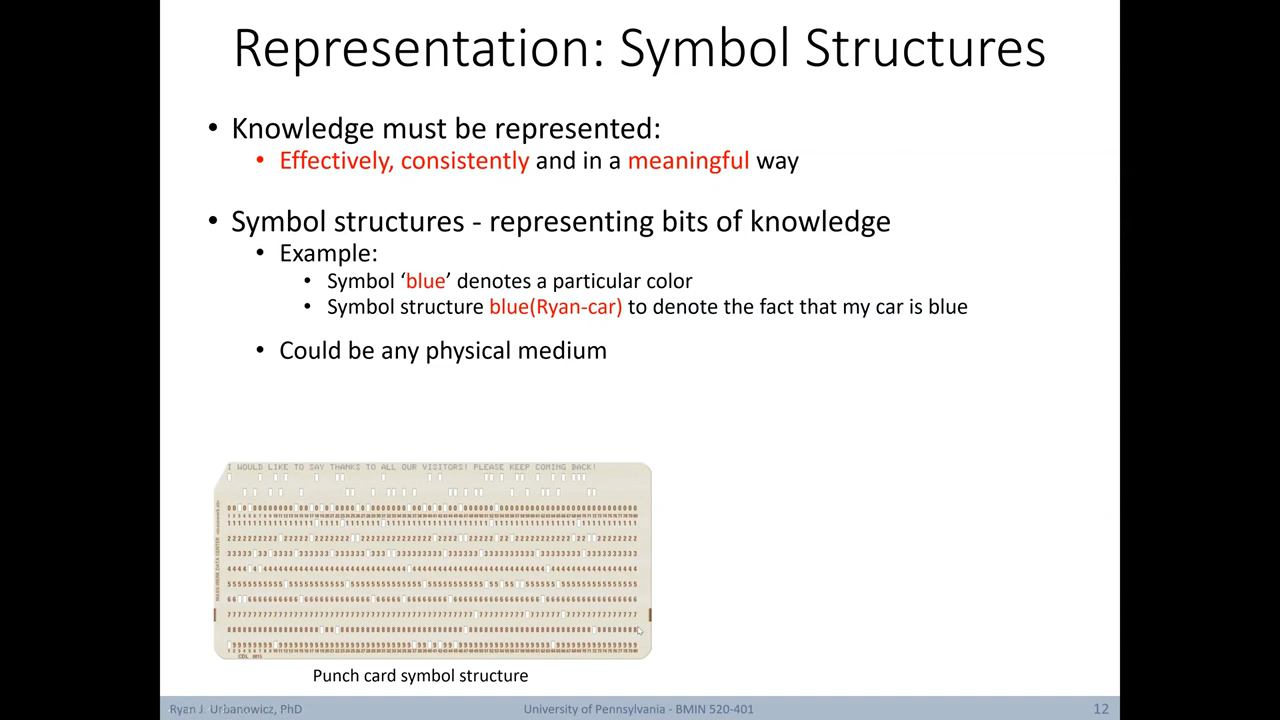 Representation: Symbol Structures
• Knowledge must be represented:
• Effectively, consistently and in a meaningful way
• Symbol structures - representing bits of knowledge
• Example:
• Symbol ‘blue’ denotes a particular color
• Symbol structure blue(Ryan-car) to denote the fact that my car is blue
• Could be any physical medium
I WOULD LIKE TO SAY THANKS TO ALL OUR VISITORS! PLEASE KEEP COMING BACK!
Punch card symbol structure
Ryan J. Urbanowicz, PhD
University of Pennsylvania - BMIN 520-401
12